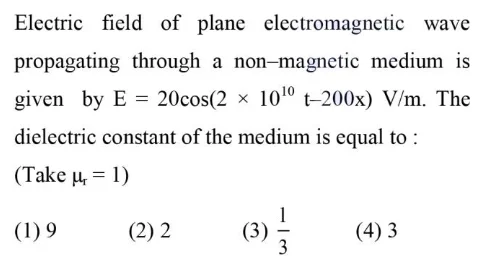 Electric field of plane electromagnetic wave
propagating through a non–magnetic medium is
given by E = 20cos(2 × 10¹⁰ t–200x) V/m. The
dielectric constant of the medium is equal to :
(Take μᵣ = 1)
(1) 9 (2) 2 (3) 1/3 (4) 3